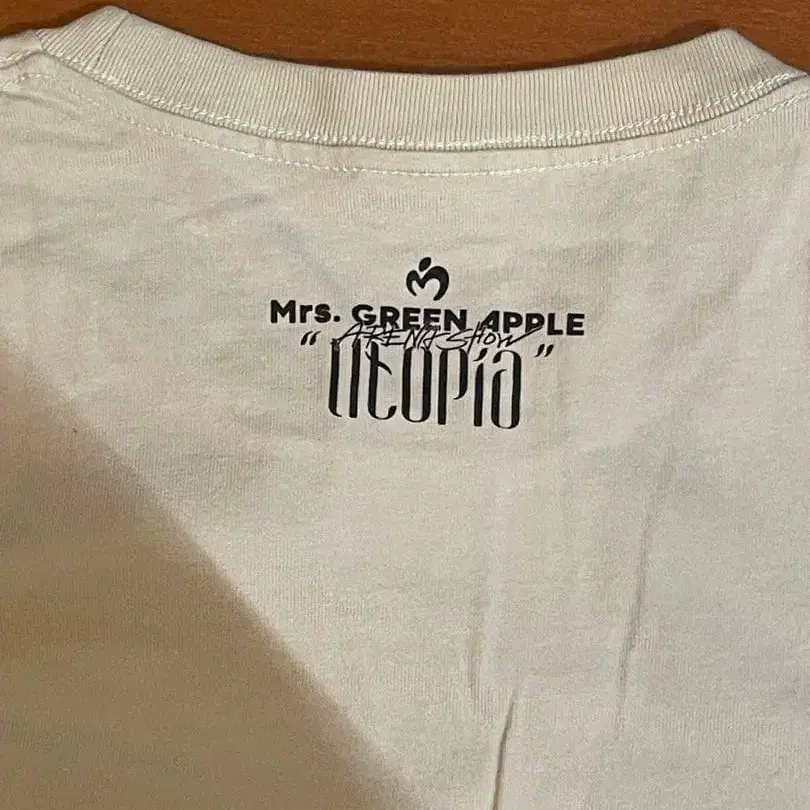 Mrs. GREEN APPLE
ARENA SHOW
“Utopia”